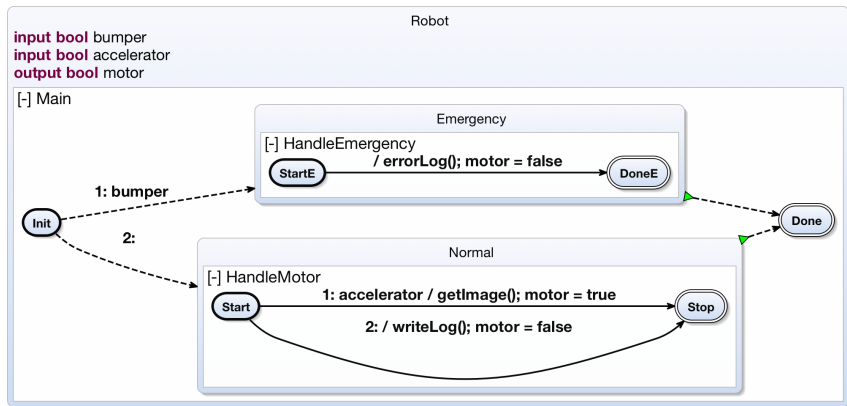 Robot
input bool bumper
input bool accelerator
output bool motor
[-] Main
Emergency
[-] HandleEmergency
/ errorLog(); motor = false
StartE
DoneE
1: bumper
Init
2:
Done
Normal
[-] HandleMotor
1: accelerator / getImage(); motor = true
Start
Stop
2: / writeLog(); motor = false